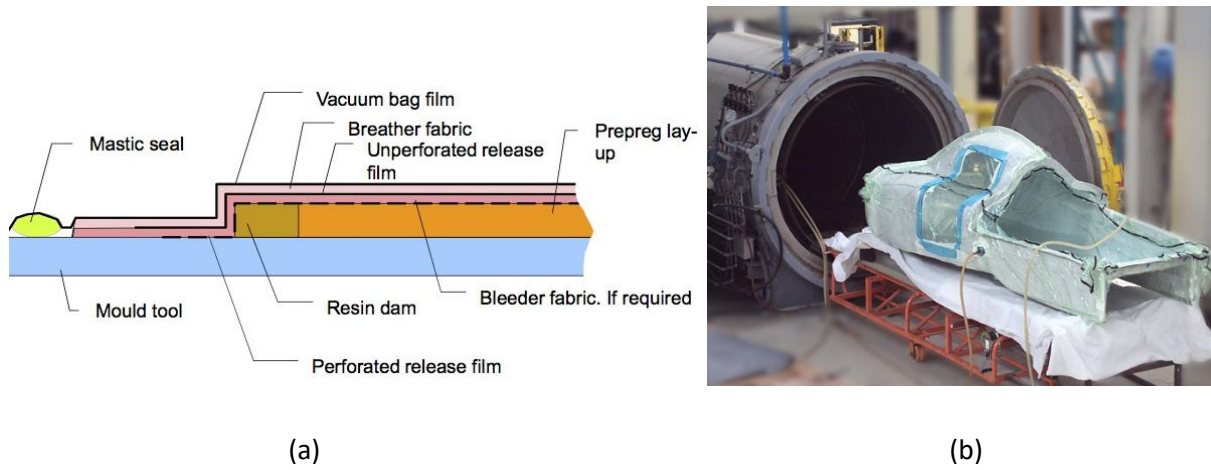 Vacuum bag film
Breather fabric
Mastic seal
Unperforated release
film
Prepreg lay-
up
Mould tool
Resin dam
Bleeder fabric. If required
Perforated release film
(a)
(b)